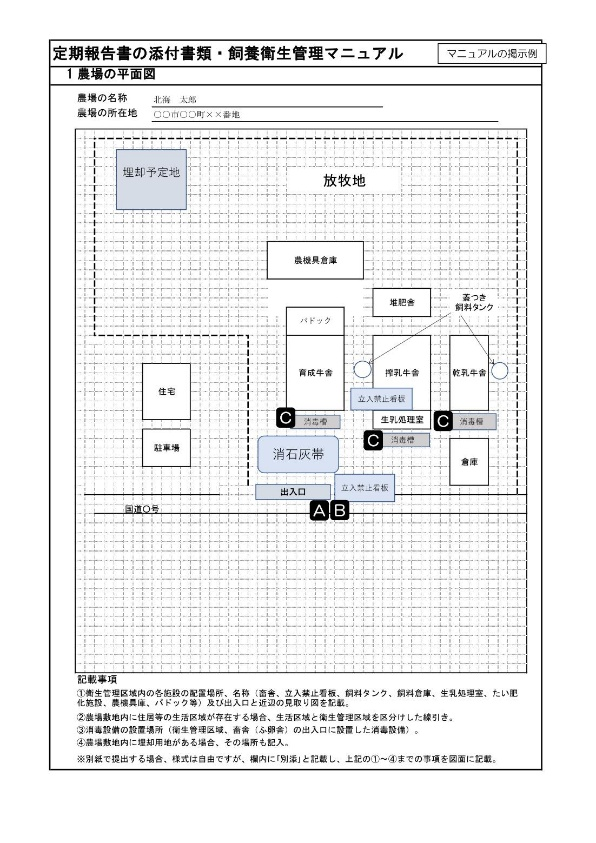 定期報告書の添付書類・飼養衛生管理マニュアル
マニュアルの掲示例
1 農場の平面図
農場の名称 北海 太郎
農場の所在地 〇〇市〇〇町××番地
埋却予定地
放牧地
農機具倉庫
堆肥舎
蓋つき
飼料タンク
パドック
住宅
育成牛舎
搾乳牛舎
乾乳牛舎
立入禁止看板
C 消毒槽
生乳処理室
C 消毒槽
駐車場
消石灰帯
C 消毒槽
倉庫
出入口
立入禁止看板
国道〇号
A B
記載事項
①衛生管理区域内の各施設の配置場所、名称（畜舎、立入禁止看板、飼料タンク、飼料倉庫、生乳処理室、たい肥
化施設、農機具庫、パドック等）及び出入口と近辺の見取り図を記載。
②農場敷地内に住居等の生活区域が存在する場合、生活区域と衛生管理区域を区分けした線引き。
③消毒設備の設置場所（衛生管理区域、畜舎（ふ卵舎）の出入口に設置した消毒設備）。
④農場敷地内に埋却用地がある場合、その場所も記入。
※別紙で提出する場合、様式は自由ですが、欄内に｢別添｣と記載し、上記の①～④までの事項を図面に記載。